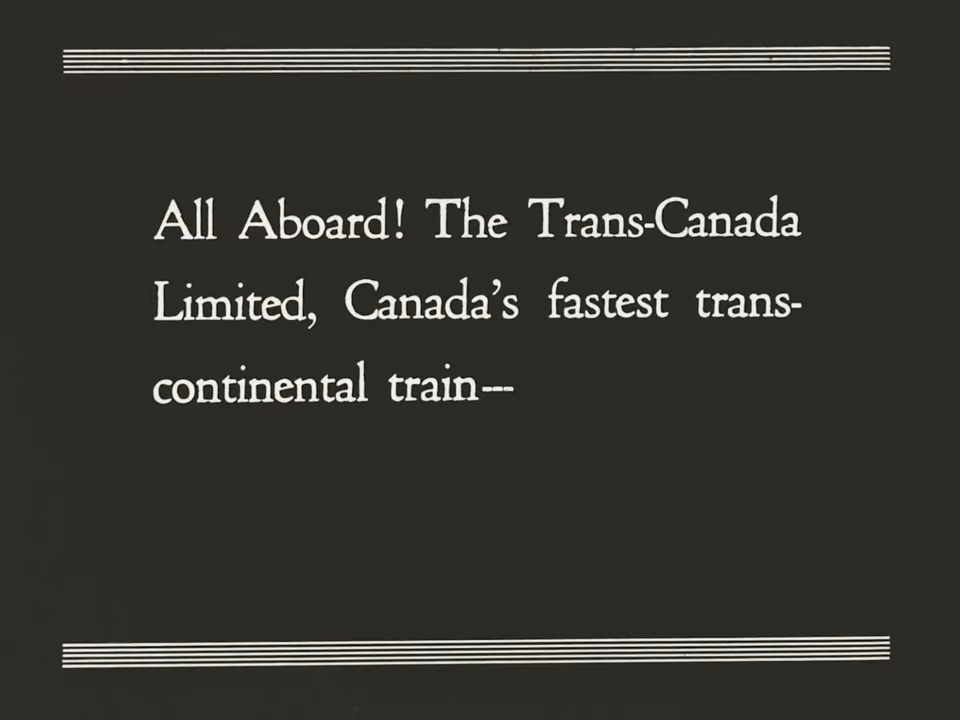 All Aboard! The Trans-Canada
Limited, Canada's fastest trans-
continental train---